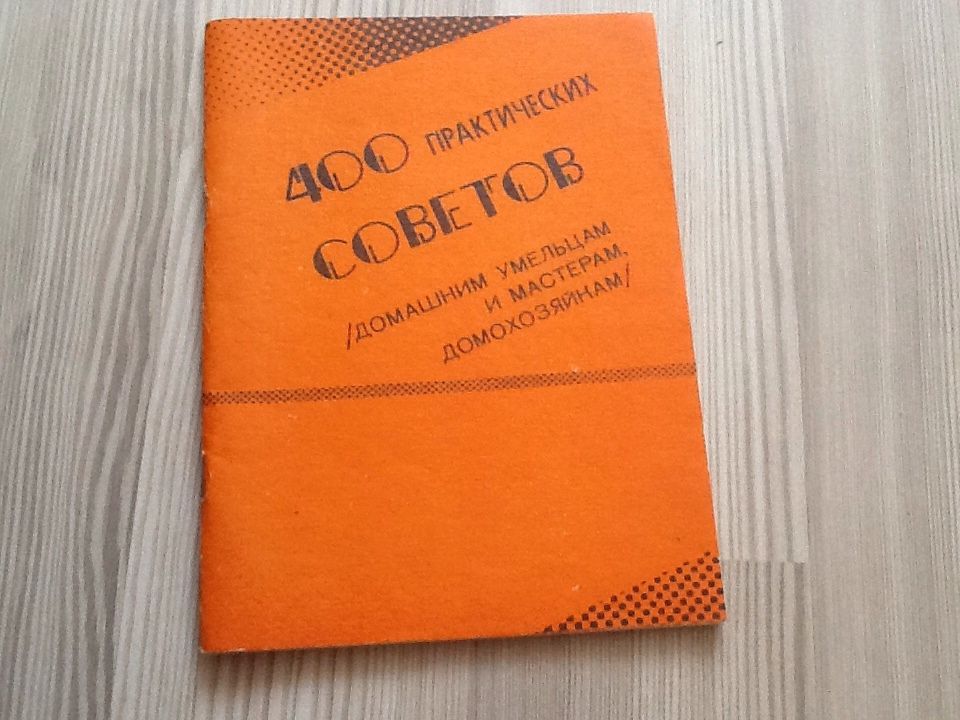 400 ПРАКТИЧЕСКИХ
СОВЕТОВ
/ДОМАШНИМ УМЕЛЬЦАМ
И МАСТЕРАМ,
ДОМОХОЗЯЙНАМ/